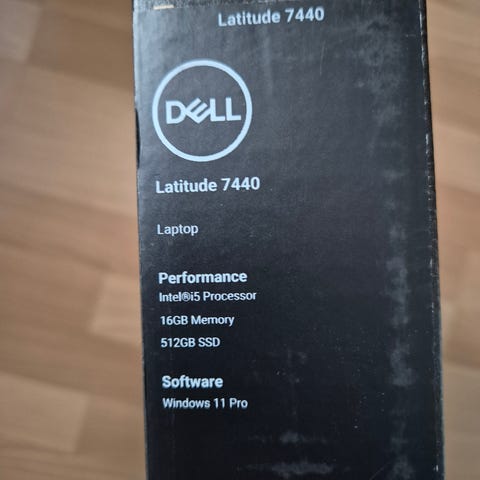 Latitude 7440
DELL
Latitude 7440
Laptop
Performance
Intel®i5 Processor
16GB Memory
512GB SSD
Software
Windows 11 Pro